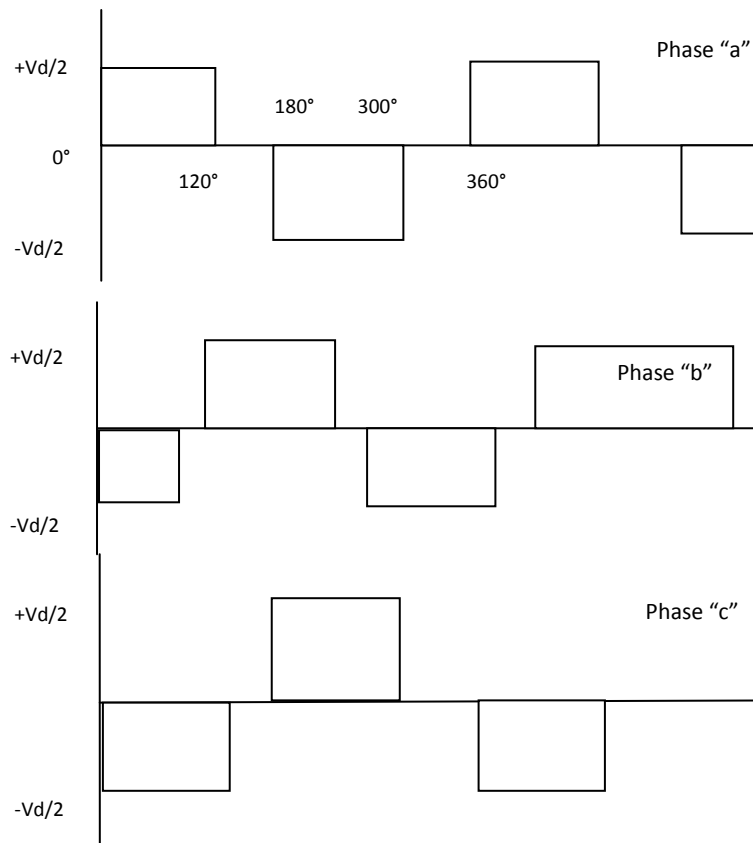 Phase “a”
+Vd/2
180° 300°
0°
120° 360°
-Vd/2
+Vd/2
Phase “b”
-Vd/2
+Vd/2
Phase “c”
-Vd/2